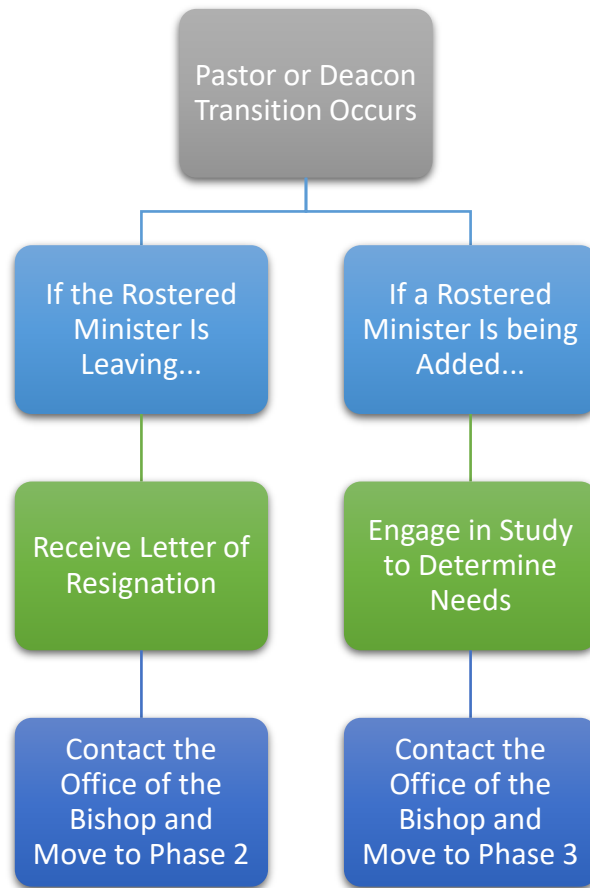 Pastor or Deacon
Transition Occurs
If the Rostered
Minister Is
Leaving...
If a Rostered
Minister Is being
Added...
Receive Letter of
Resignation
Engage in Study
to Determine
Needs
Contact the
Office of the
Bishop and
Move to Phase 2
Contact the
Office of the
Bishop and
Move to Phase 3